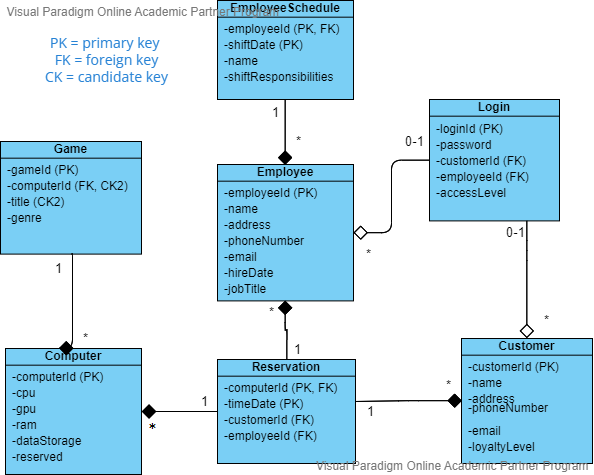 Visual Paradigm Online Academic Partner Program
PK = primary key
FK = foreign key
CK = candidate key
EmployeeSchedule
-employeeId (PK, FK)
-shiftDate (PK)
-name
-shiftResponsibilities
1
*
Login
-loginId (PK)
-password
-customerId (FK)
-employeeId (FK)
-accessLevel
0-1
*
0-1
*
Game
-gameId (PK)
-computerId (FK, CK2)
-title (CK2)
-genre
1
*
Employee
-employeeId (PK)
-name
-address
-phoneNumber
-email
-hireDate
-jobTitle
*
1
Computer
-computerId (PK)
-cpu
-gpu
-ram
-dataStorage
-reserved
*
1
Reservation
-computerId (PK, FK)
-timeDate (PK)
-customerId (FK)
-employeeId (FK)
1
*
Customer
-customerId (PK)
-name
-address
-phoneNumber
-email
-loyaltyLevel
Visual Paradigm Online Academic Partner Program